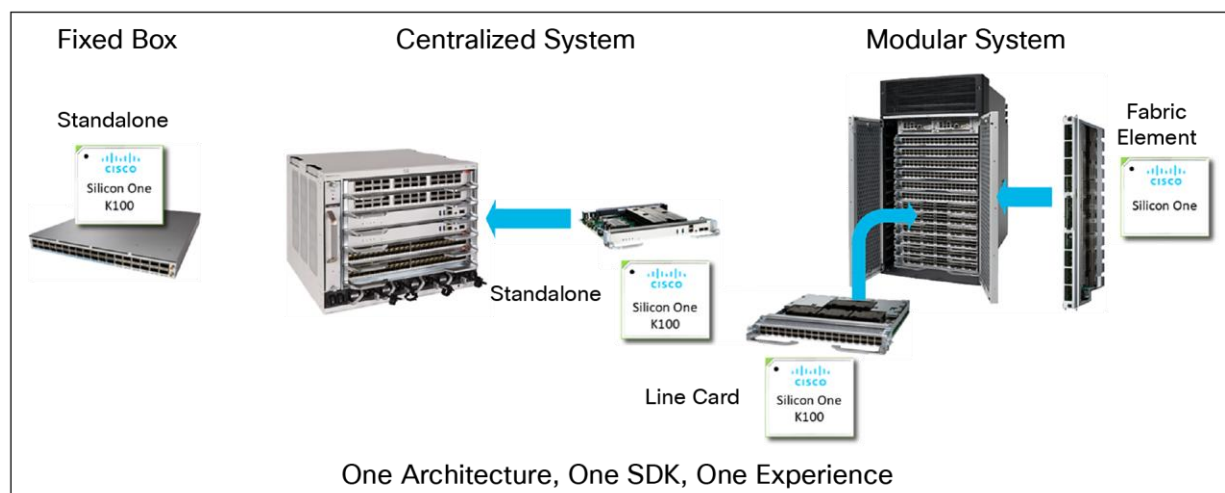 Fixed Box
Centralized System
Modular System
Standalone
CISCO
Silicon One
K100
Standalone
CISCO
Silicon One
K100
Line Card
CISCO
Silicon One
K100
Fabric
Element
CISCO
Silicon One
One Architecture, One SDK, One Experience